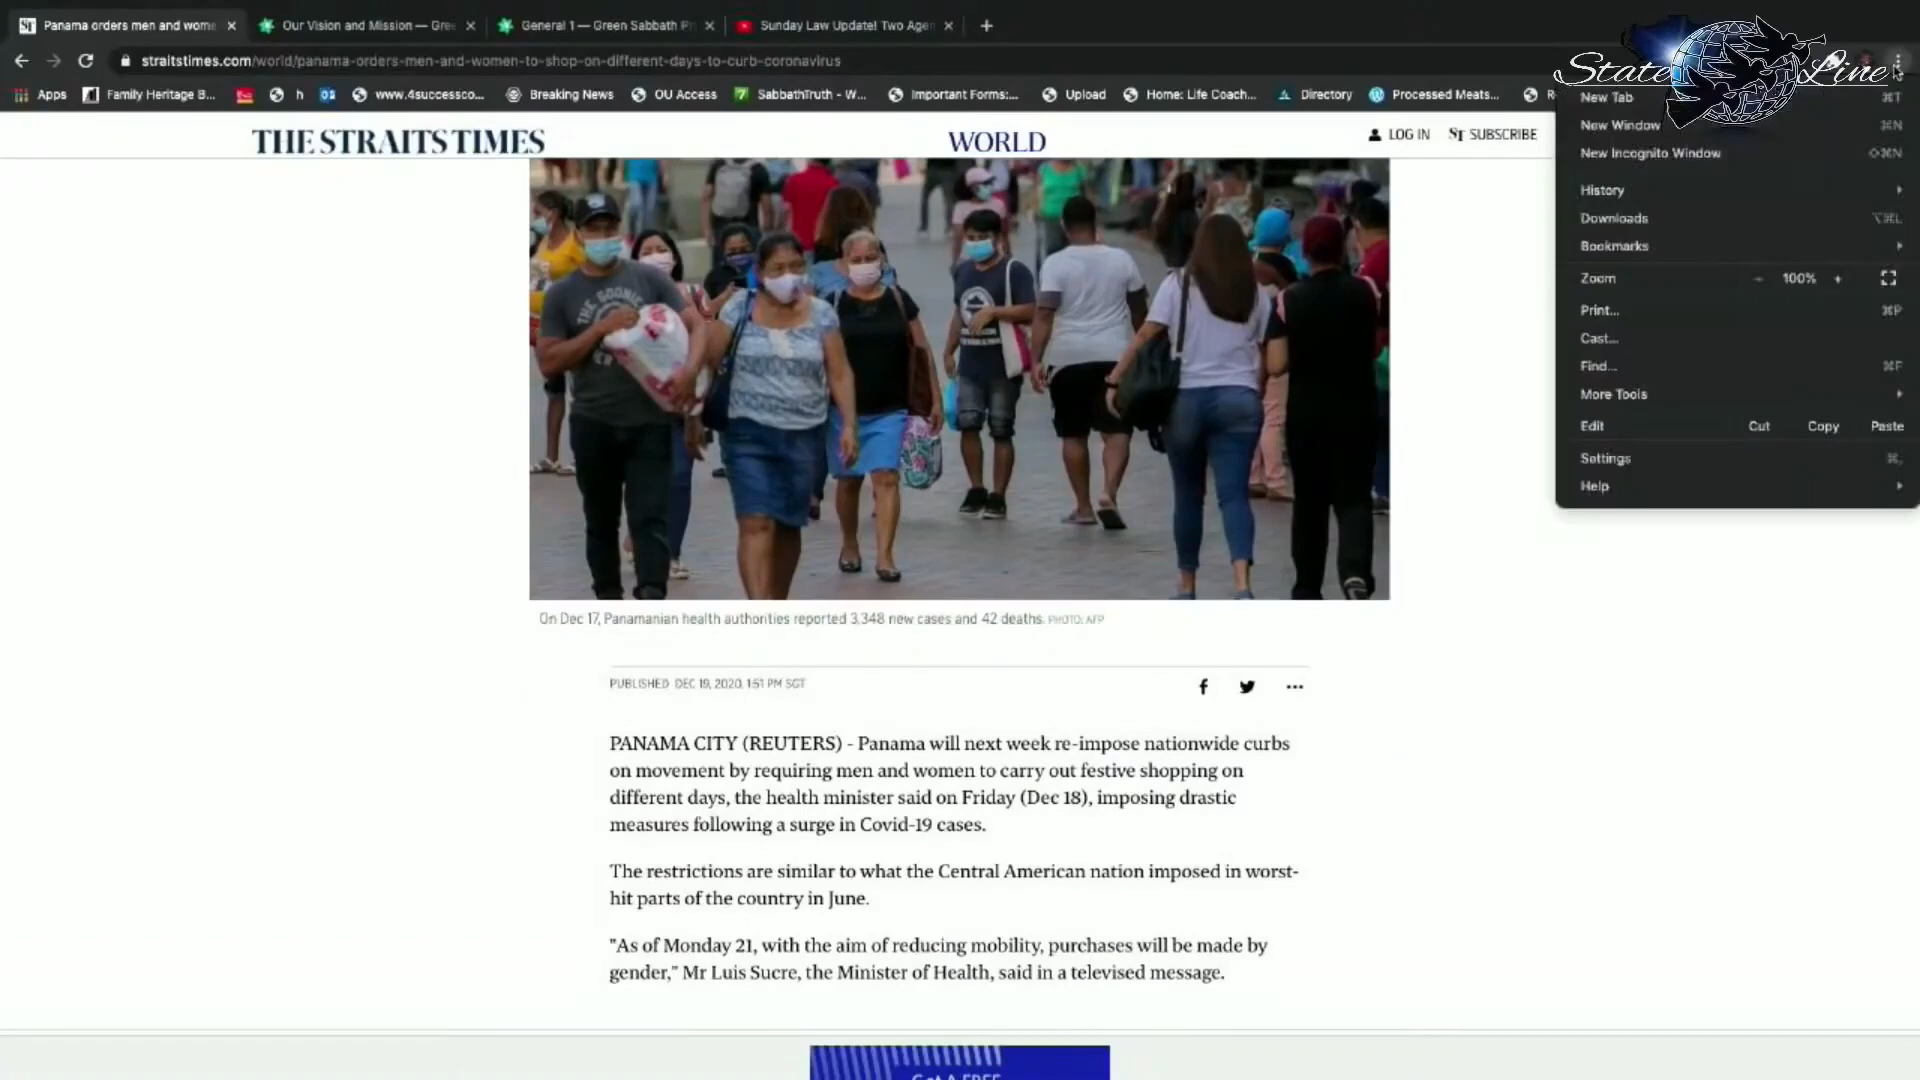 Panama orders men and wome
Our Vision and Mission — Gree
General 1 — Green Sabbath Pr
Sunday Law Update! Two Agen
straitstimes.com/world/panama-orders-men-and-women-to-shop-on-different-days-to-curb-coronavirus
State Line
Apps
Family Heritage B...
h
www.4successco...
Breaking News
OU Access
SabbathTruth - W...
Important Forms:...
Upload
Home: Life Coach...
Directory
Processed Meats...
THE STRAITS TIMES
WORLD
LOG IN
ST SUBSCRIBE
New Tab ⌘T
New Window ⌘N
New Incognito Window ⇧⌘N
History
Downloads ⌥⌘L
Bookmarks
Zoom - 100% +
Print... ⌘P
Cast...
Find... ⌘F
More Tools
Edit Cut Copy Paste
Settings ⌘,
Help
THE GOONIC
On Dec 17, Panamanian health authorities reported 3,348 new cases and 42 deaths. PHOTO: AFP
PUBLISHED DEC 19, 2020, 1:51 PM SGT
PANAMA CITY (REUTERS) - Panama will next week re-impose nationwide curbs
on movement by requiring men and women to carry out festive shopping on
different days, the health minister said on Friday (Dec 18), imposing drastic
measures following a surge in Covid-19 cases.
The restrictions are similar to what the Central American nation imposed in worst-
hit parts of the country in June.
"As of Monday 21, with the aim of reducing mobility, purchases will be made by
gender," Mr Luis Sucre, the Minister of Health, said in a televised message.